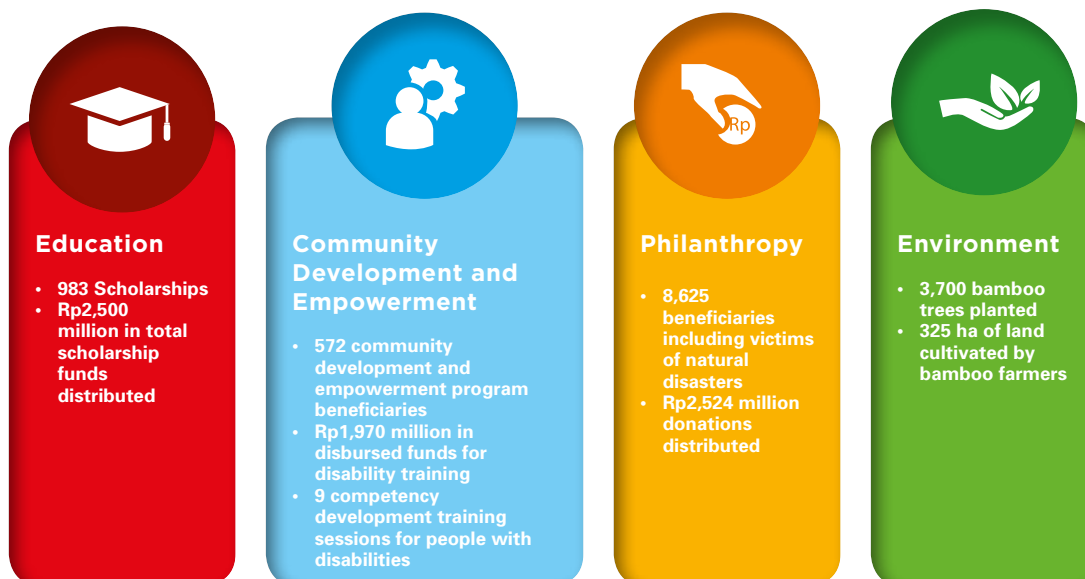 Education
• 983 Scholarships
• Rp2,500
million in total
scholarship
funds
distributed
Community
Development and
Empowerment
• 572 community
development and
empowerment program
beneficiaries
• Rp1,970 million in
disbursed funds for
disability training
• 9 competency
development training
sessions for people with
disabilities
Rp
Philanthropy
• 8,625
beneficiaries
including victims
of natural
disasters
• Rp2,524 million
donations
distributed
Environment
• 3,700 bamboo
trees planted
• 325 ha of land
cultivated by
bamboo farmers